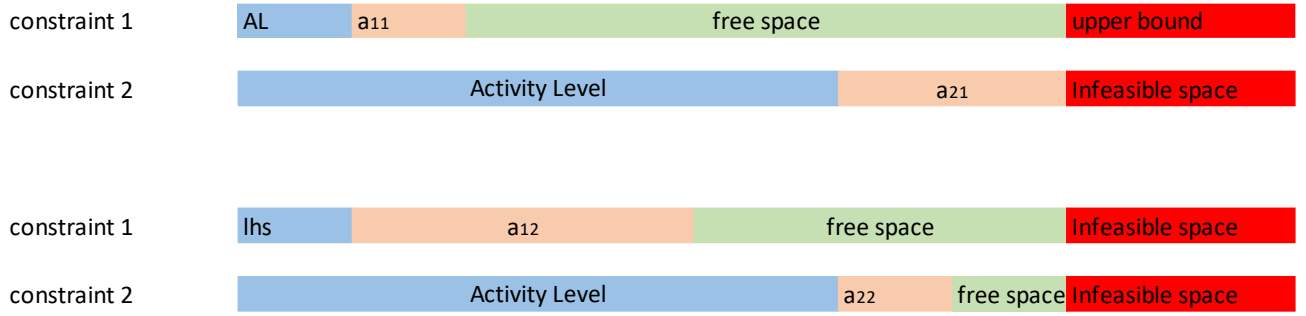 constraint 1 AL a11 free space upper bound
constraint 2 Activity Level a21 Infeasible space
constraint 1 lhs a12 free space Infeasible space
constraint 2 Activity Level a22 free space Infeasible space